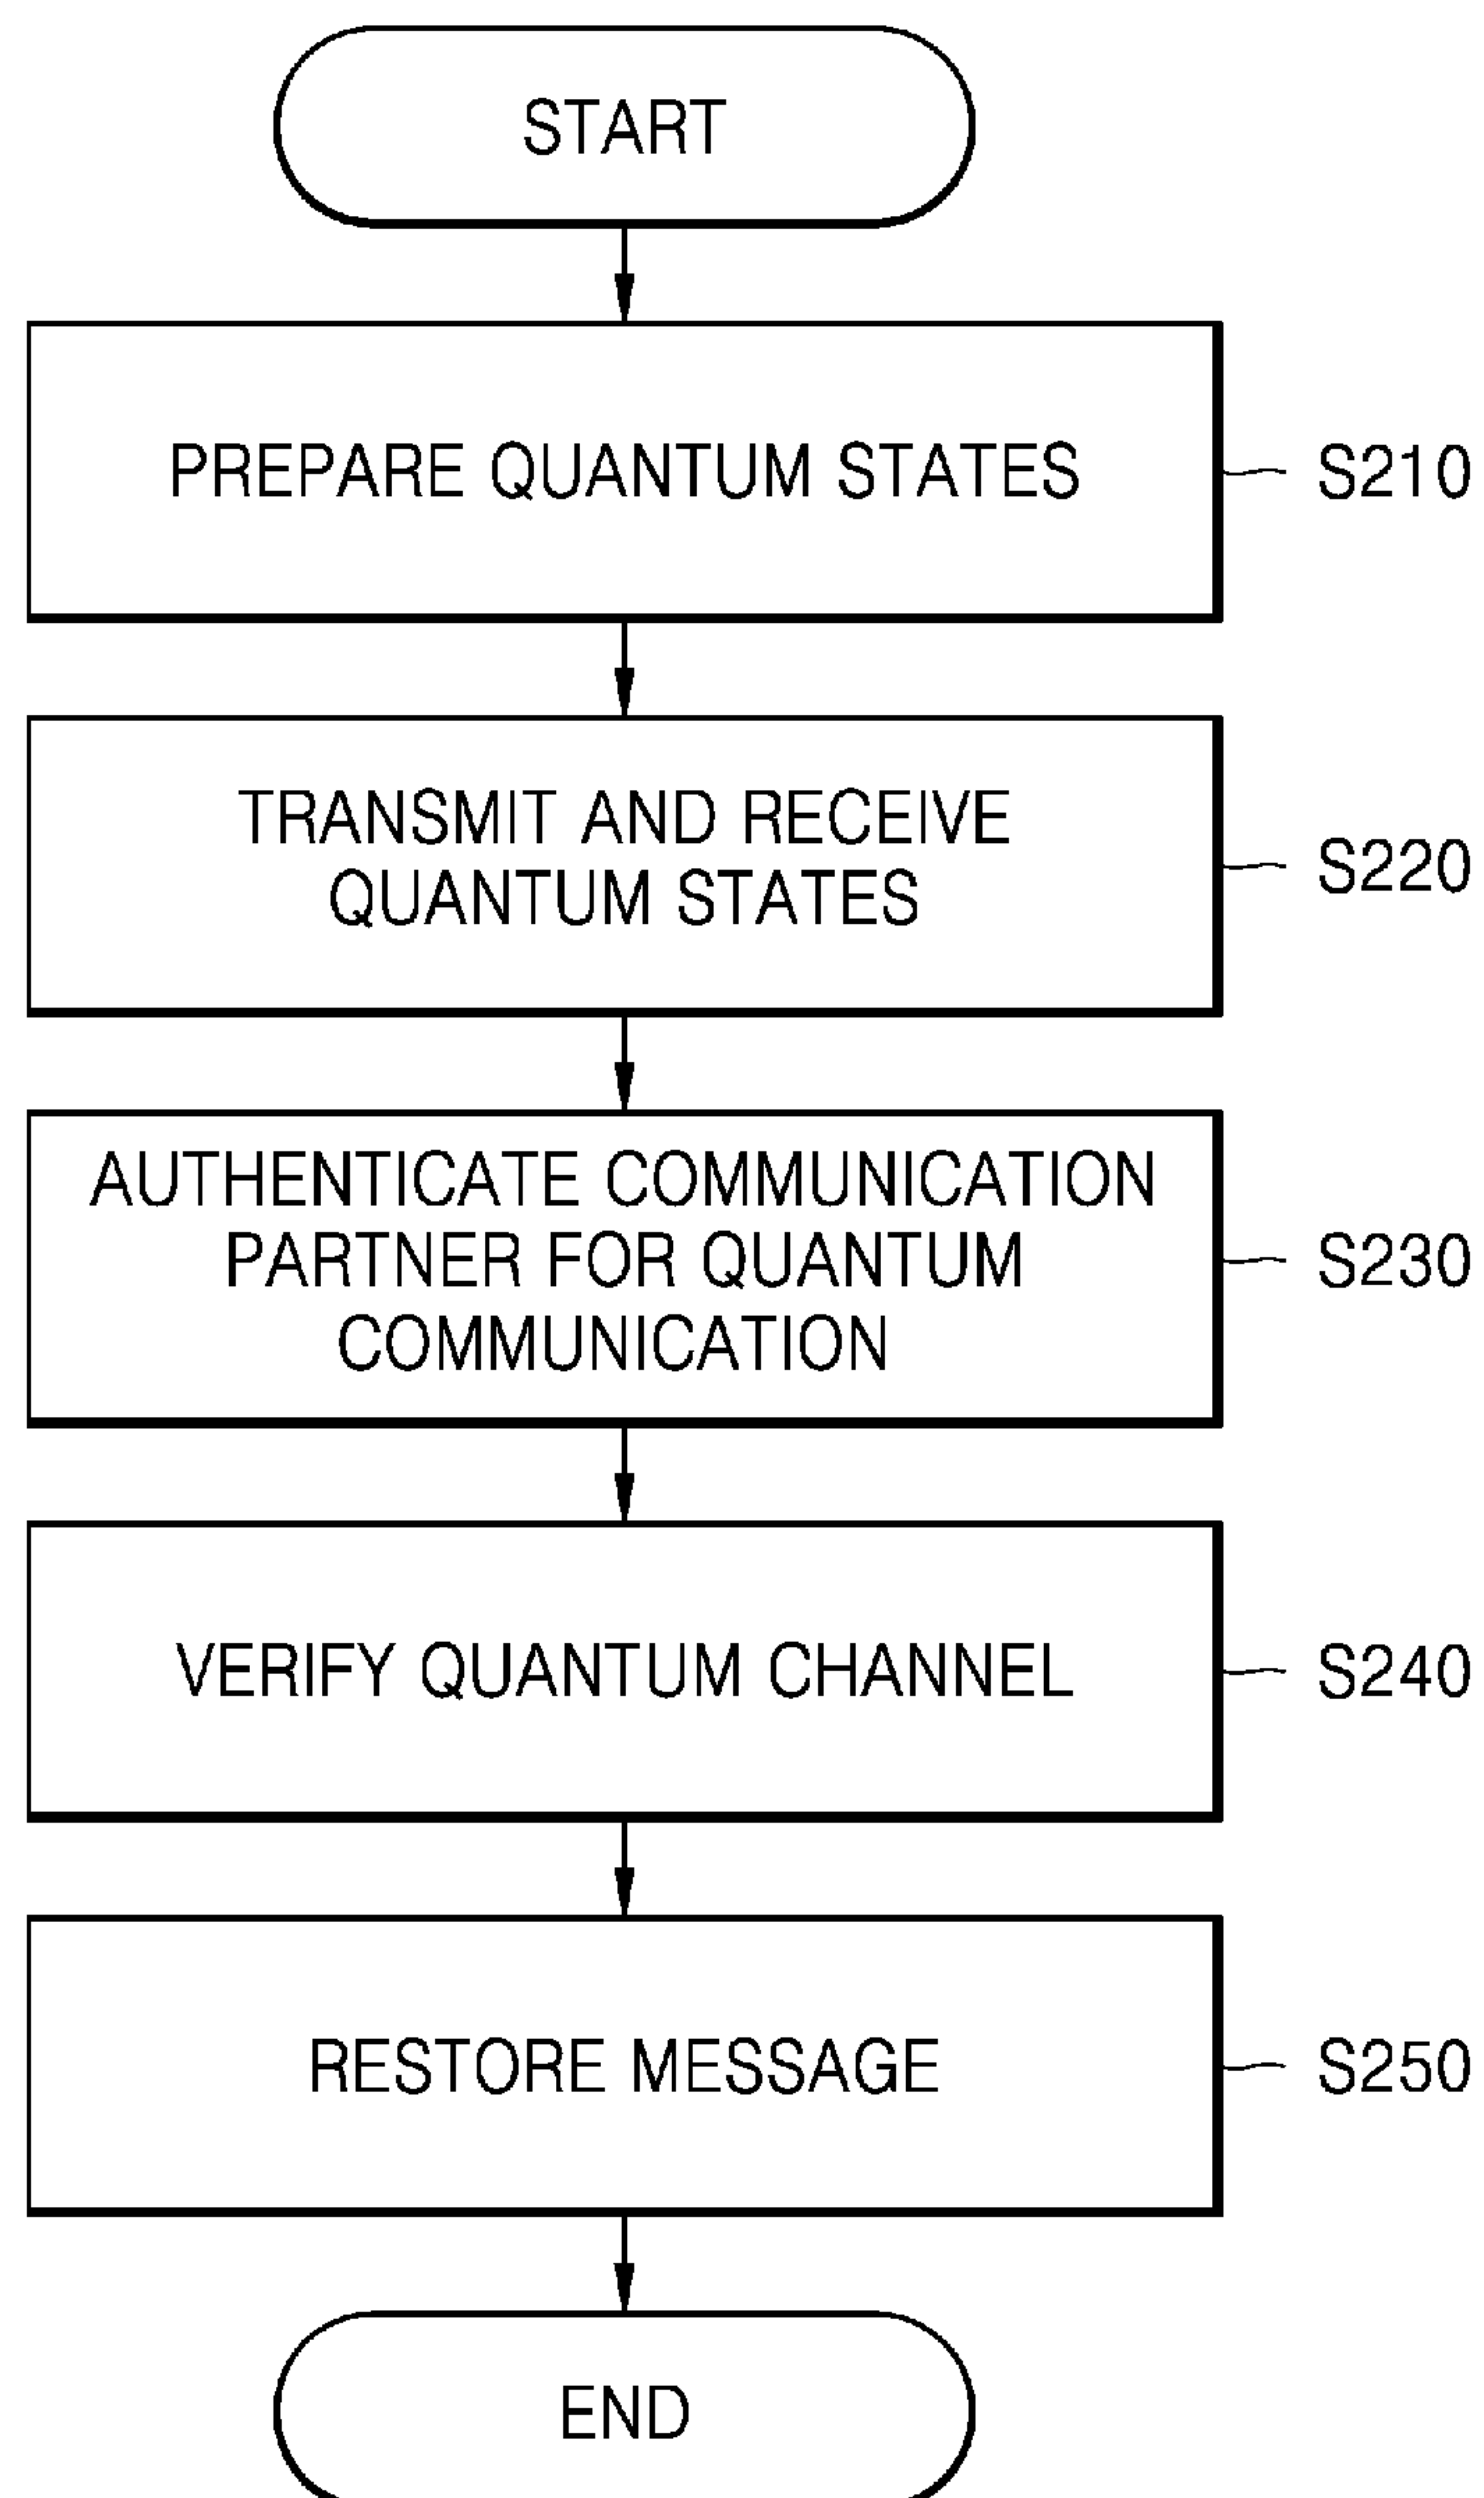 START
PREPARE QUANTUM STATES
S210
TRANSMIT AND RECEIVE
QUANTUM STATES
S220
AUTHENTICATE COMMUNICATION
PARTNER FOR QUANTUM
COMMUNICATION
S230
VERIFY QUANTUM CHANNEL
S240
RESTORE MESSAGE
S250
END